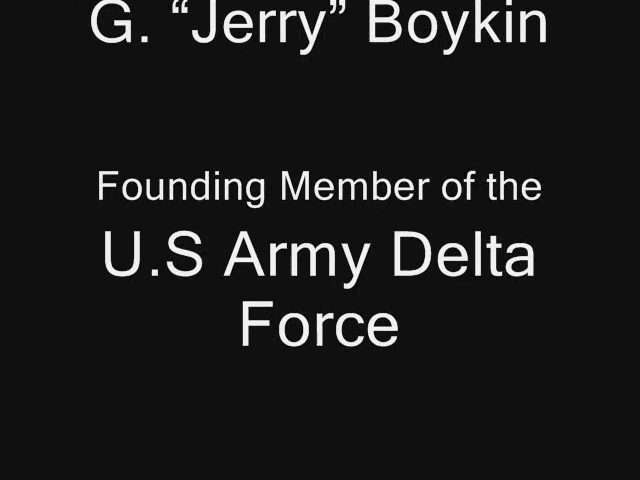 G. “Jerry” Boykin
Founding Member of the
U.S Army Delta
Force